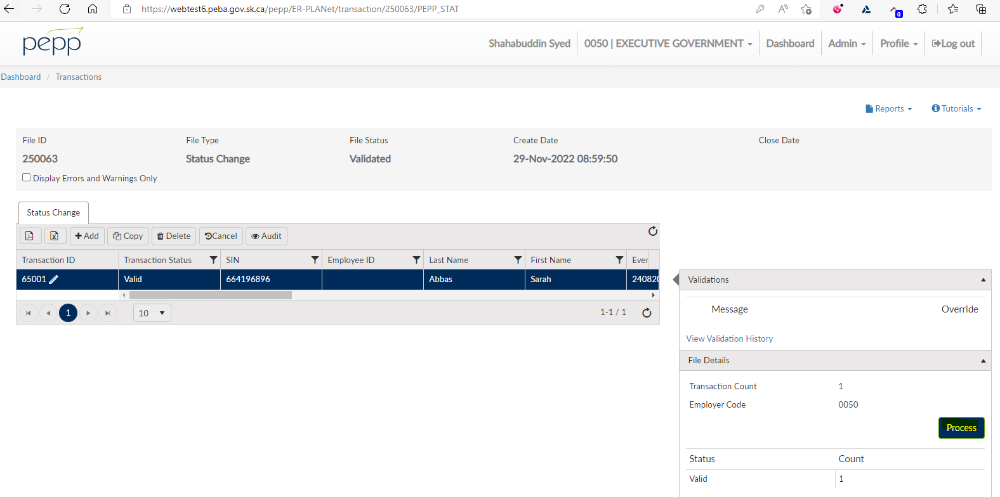 https://webtest6.peba.gov.sk.ca/pepp/ER-PLANet/transaction/250063/PEPP_STAT
0
pepp
Shahabuddin Syed
0050 | EXECUTIVE GOVERNMENT
Dashboard
Admin
Profile
Log out
Dashboard / Transactions
Reports
Tutorials
File ID
File Type
File Status
Create Date
Close Date
250063
Status Change
Validated
29-Nov-2022 08:59:50
Display Errors and Warnings Only
Status Change
Add
Copy
Delete
Cancel
Audit
Transaction ID
Transaction Status
SIN
Employee ID
Last Name
First Name
Ever
65001
Valid
664196896
Abbas
Sarah
24082
1
10
1-1 / 1
Validations
Message
Override
View Validation History
File Details
Transaction Count
1
Employer Code
0050
Process
Status
Count
Valid
1